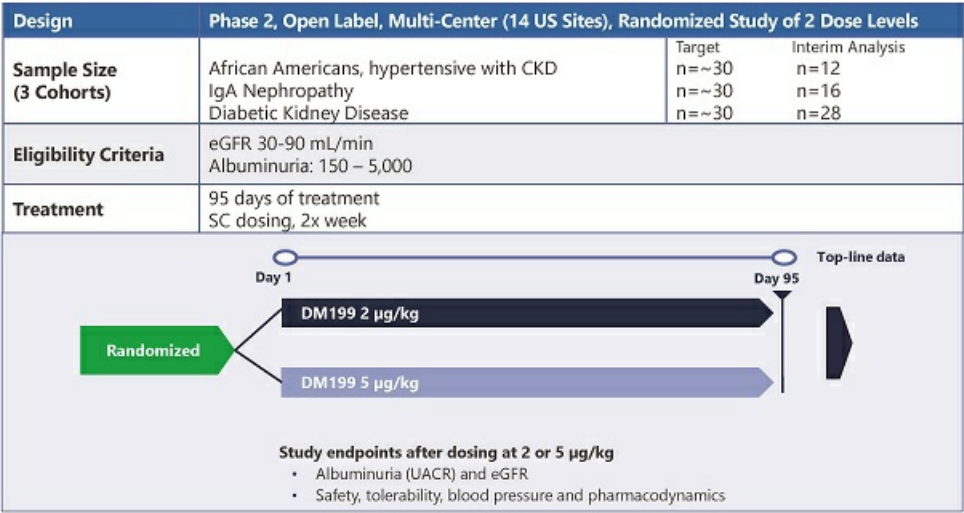 Design Phase 2, Open Label, Multi-Center (14 US Sites), Randomized Study of 2 Dose Levels
Target Interim Analysis
Sample Size African Americans, hypertensive with CKD n=~30 n=12
(3 Cohorts) IgA Nephropathy n=~30 n=16
Diabetic Kidney Disease n=~30 n=28
Eligibility Criteria eGFR 30-90 mL/min
Albuminuria: 150 – 5,000
Treatment 95 days of treatment
SC dosing, 2x week
Top-line data
Day 1 Day 95
DM199 2 µg/kg
Randomized
DM199 5 µg/kg
Study endpoints after dosing at 2 or 5 µg/kg
• Albuminuria (UACR) and eGFR
• Safety, tolerability, blood pressure and pharmacodynamics